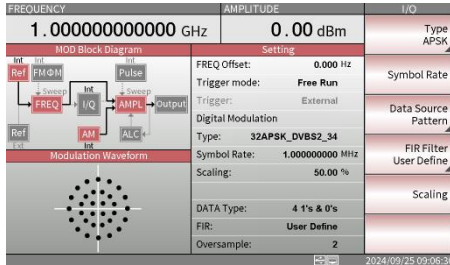 FREQUENCY
AMPLITUDE
I/Q
1.000000000000 GHz
0.00 dBm
MOD Block Diagram
Int
Int
Int
Ref
FMΦM
Pulse
Sweep
Int
Sweep
FREQ
I/Q
AMPL
Output
Ref
AM
ALC
Ext
Int
Modulation Waveform
Setting
FREQ Offset: 0.000 Hz
Trigger mode: Free Run
Trigger: External
Digital Modulation
Type: 32APSK_DVBS2_34
Symbol Rate: 1.000000000 MHz
Scaling: 50.00 %
DATA Type: 4 1's & 0's
FIR: User Define
Oversample: 2
Type
APSK
Symbol Rate
Data Source
Pattern
FIR Filter
User Define
Scaling
2024/09/25 09:06:30